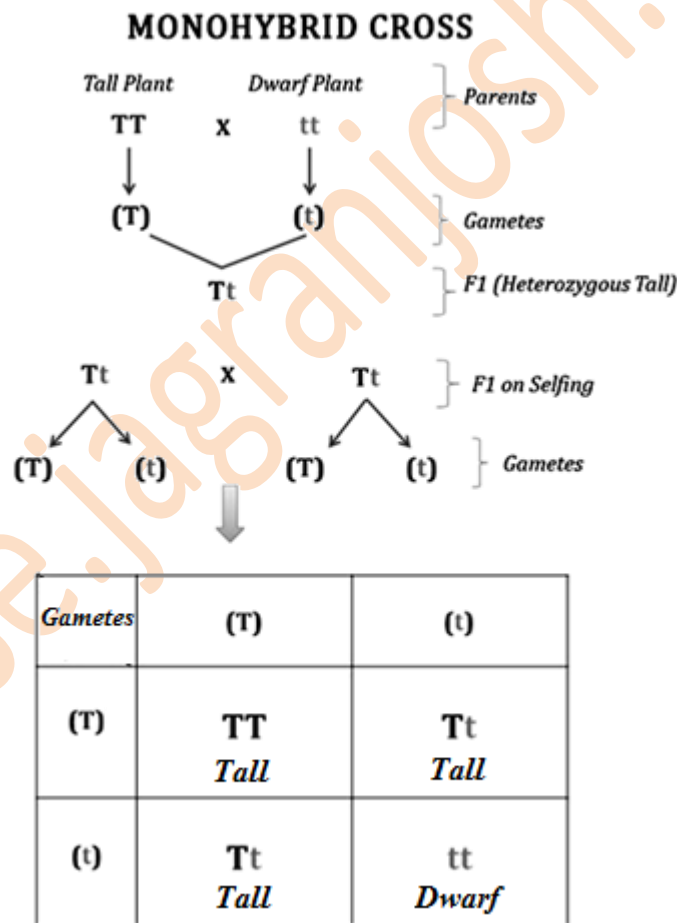 MONOHYBRID CROSS
Tall Plant Dwarf Plant
Parents
TT x tt
(T) (t) Gametes
Tt F1 (Heterozygous Tall)
Tt x Tt F1 on Selfing
(T) (t) (T) (t) Gametes
Gametes (T) (t)
(T) TT Tt
Tall Tall
(t) Tt tt
Tall Dwarf
e.jagranjosh.